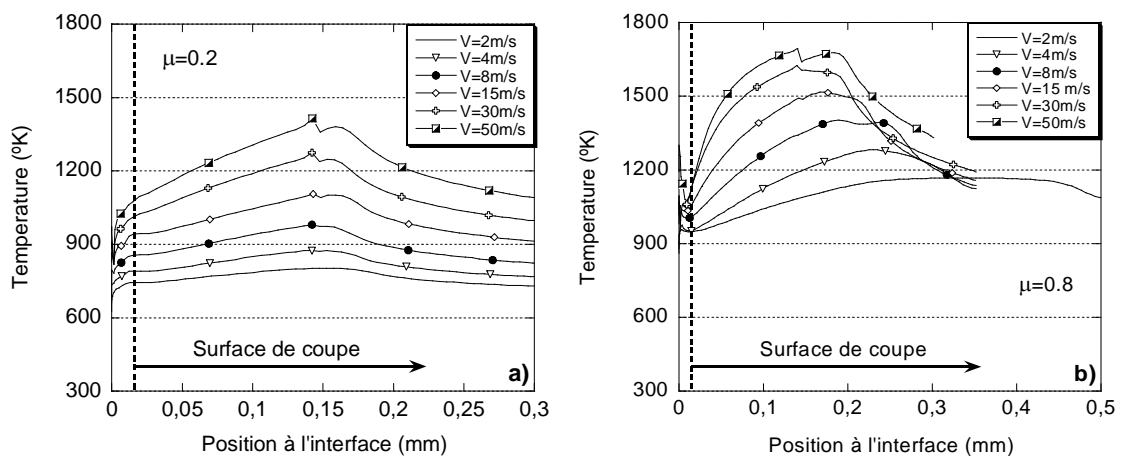 1800
1500
1200
900
600
300
Temperature (ºK)
µ=0.2
V=2m/s
V=4m/s
V=8m/s
V=15m/s
V=30m/s
V=50m/s
Surface de coupe
a)
0
0,05
0,1
0,15
0,2
0,25
0,3
Position à l'interface (mm)
1800
1500
1200
900
600
300
Temperature (ºK)
V=2m/s
V=4m/s
V=8m/s
V=15 m/s
V=30m/s
V=50m/s
µ=0.8
Surface de coupe
b)
0
0,1
0,2
0,3
0,4
0,5
Position à l'interface (mm)